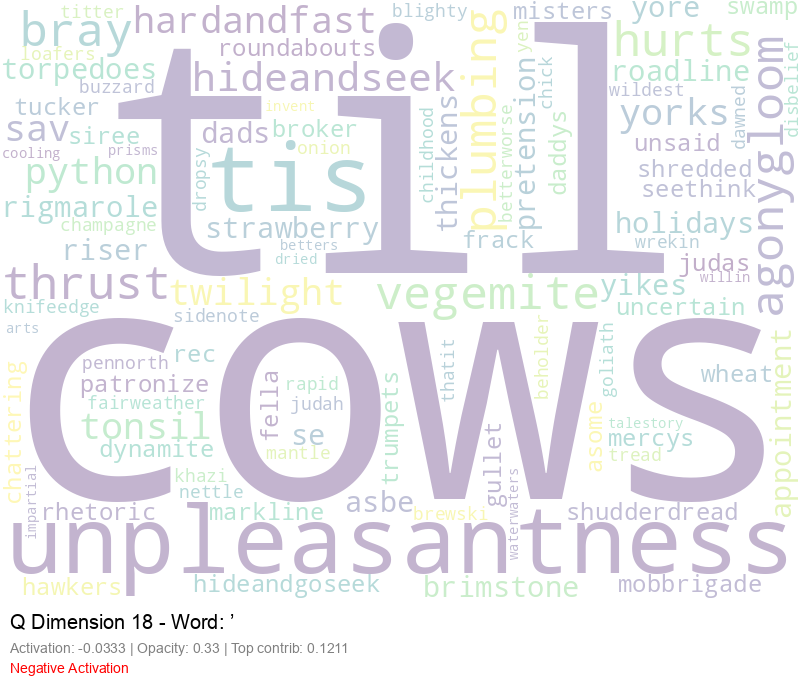 titter
blighty
misters
yore
swamp
bray
hardandfast
til
hurts
loafers
roundabouts
torpedoes
buzzard
hideandseek
plumbing
yen
pretension
chick
roadline
disbelief
tucker
invent
wildest
yorks
dawned
agonygloom
sav
siree
dads
broker
thickens
childhood
betterworse
daddys
unsaid
cooling
prisms
onion
tis
python
dropsy
shredded
seethink
rigmarole
champagne
strawberry
holidays
riser
betters
dried
frack
wrekin
judas
willin
thrust
twilight
vegemite
yikes
uncertain
knifeedge
sidenote
arts
cows
rec
pennorth
patronize
fella
rapid
thatit
beholder
goliath
wheat
appointment
chattering
fairweather
judah
tonsil
se
trumpets
gullet
asome
talestory
mercys
dynamite
mantle
tread
khazi
nettle
impartial
rhetoric
markline
asbe
brewski
waterwaters
shudderdread
unpleasantness
hawkers
hideandgoseek
brimstone
mobbrigade
Q Dimension 18 - Word: ’
Activation: -0.0333 | Opacity: 0.33 | Top contrib: 0.1211
Negative Activation